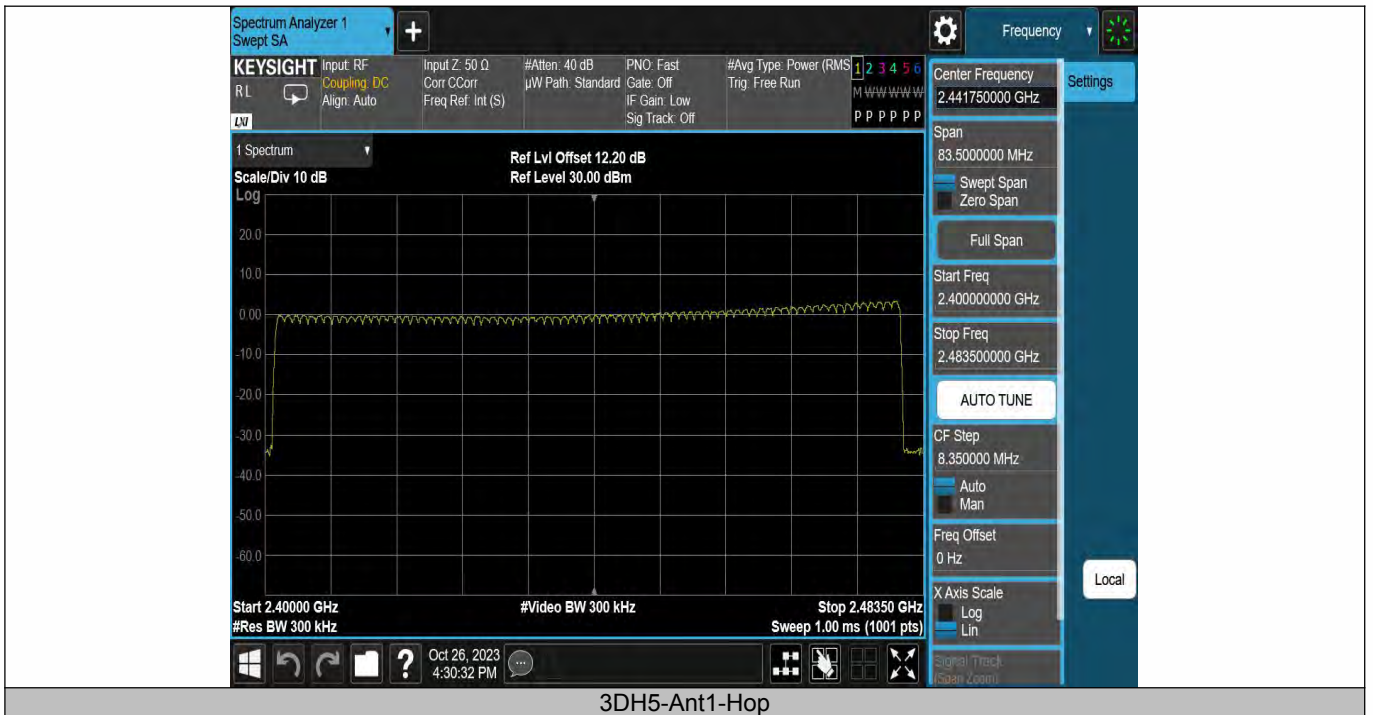 Spectrum Analyzer 1
Swept SA
+
Frequency
KEYSIGHT
RL
LXI
Input: RF
Coupling: DC
Align: Auto
Input Z: 50 Ω
Corr CCorr
Freq Ref: Int (S)
#Atten: 40 dB
µW Path: Standard
PNO: Fast
Gate: Off
IF Gain: Low
Sig Track: Off
#Avg Type: Power (RMS
Trig: Free Run
1 2 3 4 5 6
M W W W W W
P P P P P P
1 Spectrum
Scale/Div 10 dB
Ref Lvl Offset 12.20 dB
Ref Level 30.00 dBm
Log
20.0
10.0
0.00
-10.0
-20.0
-30.0
-40.0
-50.0
-60.0
Start 2.40000 GHz
#Res BW 300 kHz
#Video BW 300 kHz
Stop 2.48350 GHz
Sweep 1.00 ms (1001 pts)
Center Frequency
2.441750000 GHz
Settings
Span
83.5000000 MHz
Swept Span
Zero Span
Full Span
Start Freq
2.400000000 GHz
Stop Freq
2.483500000 GHz
AUTO TUNE
CF Step
8.350000 MHz
Auto
Man
Freq Offset
0 Hz
X Axis Scale
Log
Lin
Signal Track
(Span Zoom)
Local
?
Oct 26, 2023
4:30:32 PM
3DH5-Ant1-Hop